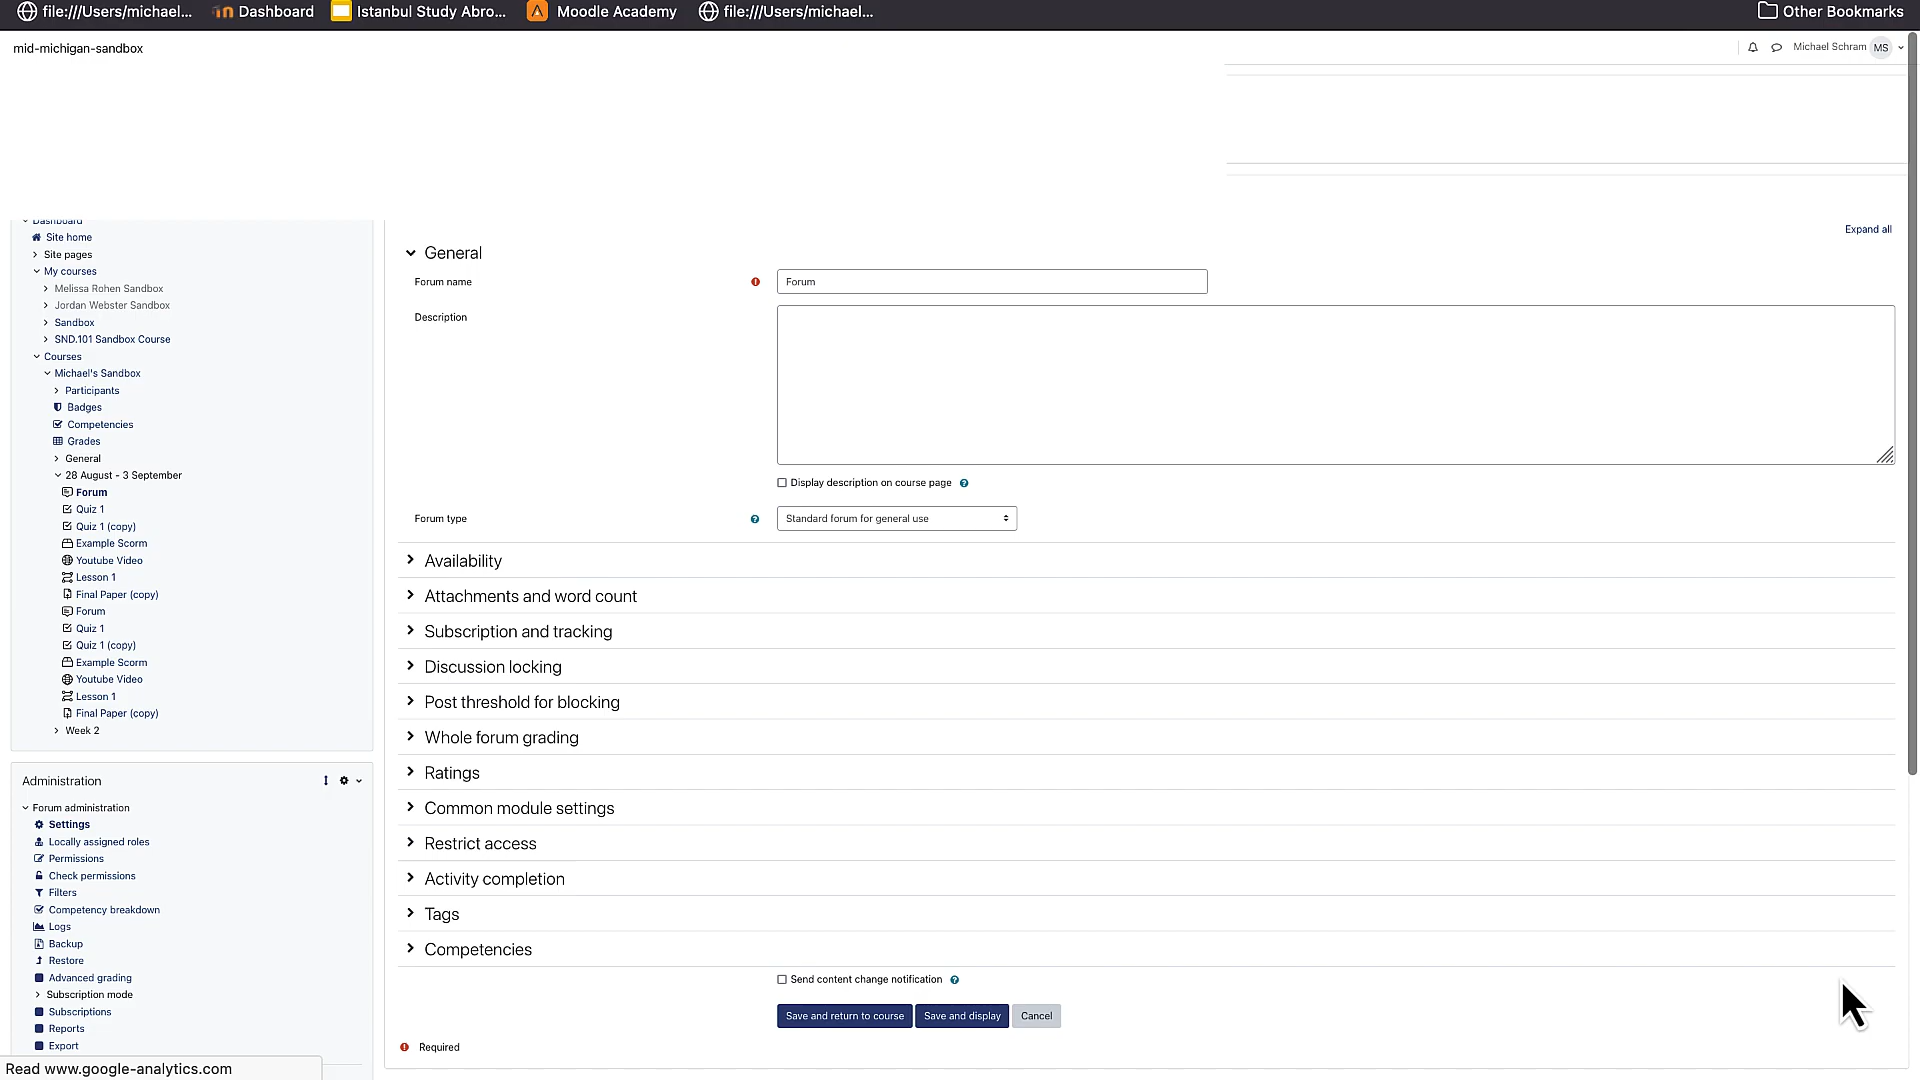 file:///Users/michael...
Dashboard
Istanbul Study Abro...
Moodle Academy
file:///Users/michael...
Other Bookmarks
mid-michigan-sandbox
Michael Schram MS
Dashboard
Site home
Site pages
My courses
Melissa Rohen Sandbox
Jordan Webster Sandbox
Sandbox
SND.101 Sandbox Course
Courses
Michael's Sandbox
Participants
Badges
Competencies
Grades
General
28 August - 3 September
Forum
Quiz 1
Quiz 1 (copy)
Example Scorm
Youtube Video
Lesson 1
Final Paper (copy)
Forum
Quiz 1
Quiz 1 (copy)
Example Scorm
Youtube Video
Lesson 1
Final Paper (copy)
Week 2
Administration
Forum administration
Settings
Locally assigned roles
Permissions
Check permissions
Filters
Competency breakdown
Logs
Backup
Restore
Advanced grading
Subscription mode
Subscriptions
Reports
Export
Read www.google-analytics.com
Expand all
General
Forum name
Forum
Description
Display description on course page
Forum type
Standard forum for general use
Availability
Attachments and word count
Subscription and tracking
Discussion locking
Post threshold for blocking
Whole forum grading
Ratings
Common module settings
Restrict access
Activity completion
Tags
Competencies
Send content change notification
Save and return to course
Save and display
Cancel
Required